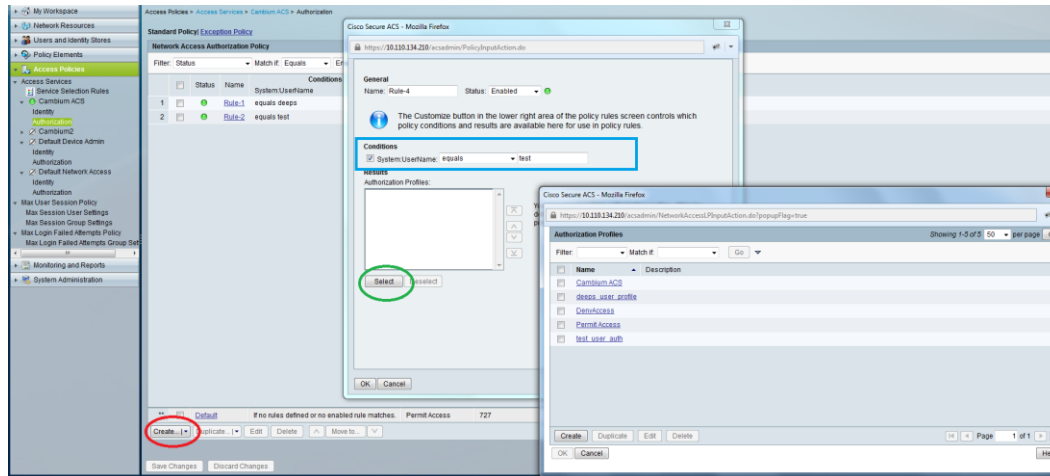 My Workspace
Network Resources
Users and Identity Stores
Policy Elements
Access Policies
Access Services
Service Selection Rules
Cambium ACS
Identity
Authorization
Cambium2
Default Device Admin
Identity
Authorization
Default Network Access
Identity
Authorization
Max User Session Policy
Max Session User Settings
Max Session Group Settings
Max Login Failed Attempts Policy
Max Login Failed Attempts Group Set
Monitoring and Reports
System Administration
Access Policies > Access Services > Cambium ACS > Authorization
Standard Policy| Exception Policy
Network Access Authorization Policy
Filter: Status Match if: Equals
Status Name Conditions
System:UserName
1 Rule-1 equals deeps
2 Rule-2 equals test
** Default If no rules defined or no enabled rule matches. Permit Access 727
Create... Duplicate... Edit Delete Move to...
Save Changes Discard Changes
Cisco Secure ACS - Mozilla Firefox
https://10.110.134.210/acsadmin/PolicyInputAction.do
General
Name: Rule-4 Status: Enabled
The Customize button in the lower right area of the policy rules screen controls which
policy conditions and results are available here for use in policy rules.
Conditions
System:UserName: equals test
Results
Authorization Profiles:
Select Deselect
OK Cancel
Cisco Secure ACS - Mozilla Firefox
https://10.110.134.210/acsadmin/NetworkAccessLPInputAction.do?popupFlag=true
Authorization Profiles Showing 1-5 of 5 50 per page
Filter: Match if: Go
Name Description
Cambium ACS
deeps_user_profile
DenyAccess
Permit Access
test_user_auth
Create Duplicate Edit Delete Page 1 of 1
OK Cancel